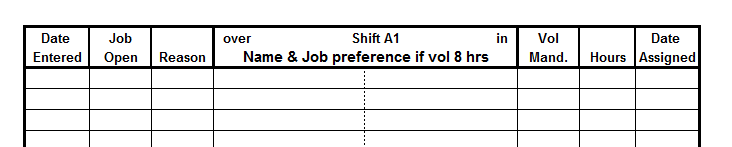 Date Job over Shift A1 in Vol Date
Entered Open Reason Name & Job preference if vol 8 hrs Mand. Hours Assigned